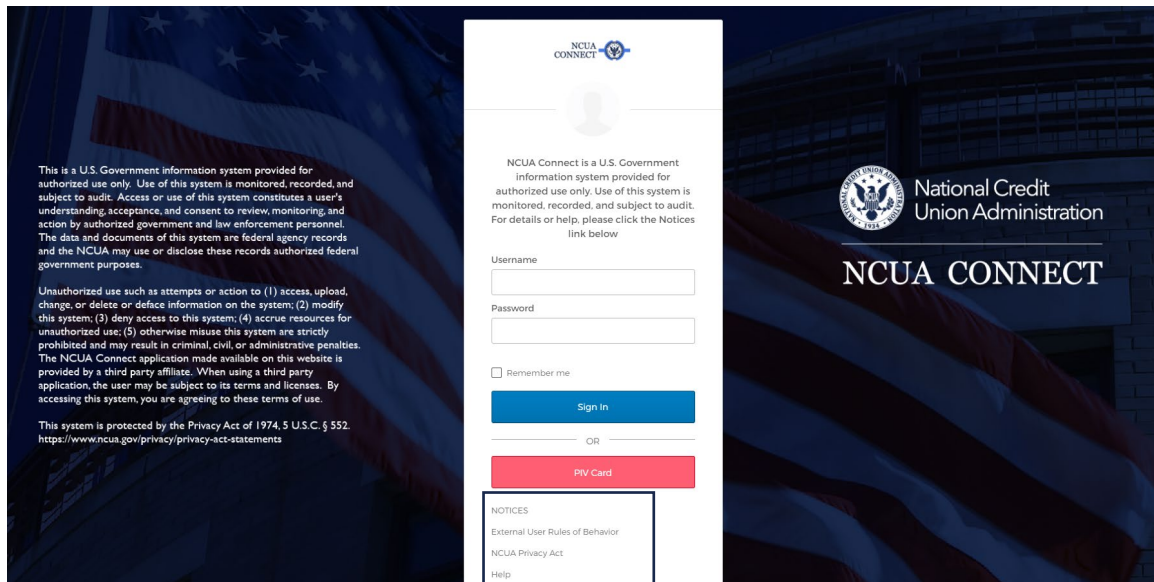 This is a U.S. Government information system provided for
authorized use only. Use of this system is monitored, recorded, and
subject to audit. Access or use of this system constitutes a user's
understanding, acceptance, and consent to review, monitoring, and
action by authorized government and law enforcement personnel.
The data and documents of this system are federal agency records
and the NCUA may use or disclose these records authorized federal
government purposes.
Unauthorized use such as attempts or action to (1) access, upload,
change, or delete or deface information on the system; (2) modify
this system; (3) deny access to this system; (4) accrue resources for
unauthorized use; (5) otherwise misuse this system are strictly
prohibited and may result in criminal, civil, or administrative penalties.
The NCUA Connect application made available on this website is
provided by a third party affiliate. When using a third party
application, the user may be subject to its terms and licenses. By
accessing this system, you are agreeing to these terms of use.
This system is protected by the Privacy Act of 1974, 5 U.S.C. § 552.
https://www.ncua.gov/privacy/privacy-act-statements
NCUA
CONNECT
NCUA Connect is a U.S. Government
information system provided for
authorized use only. Use of this system is
monitored, recorded, and subject to audit.
For details or help, please click the Notices
link below
Username
Password
Remember me
Sign In
OR
PIV Card
NOTICES
External User Rules of Behavior
NCUA Privacy Act
Help
NATIONAL CREDIT UNION ADMINISTRATION
1934
National Credit
Union Administration
NCUA CONNECT